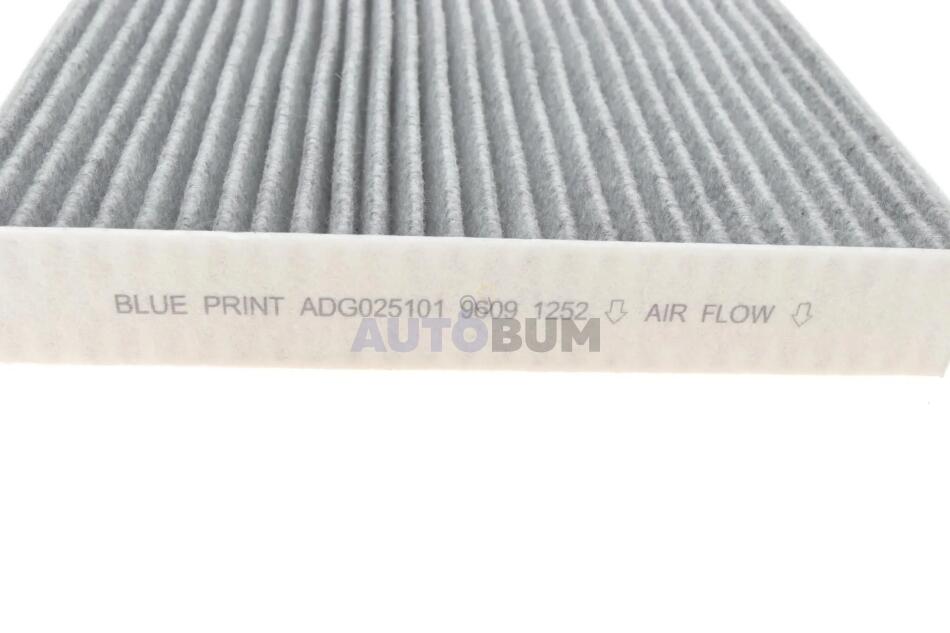 BLUE PRINT ADG025101 9609 1252 ⇩ AIR FLOW ⇩
AUTOBUM